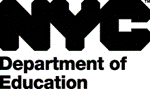 NYC
Department of
Education